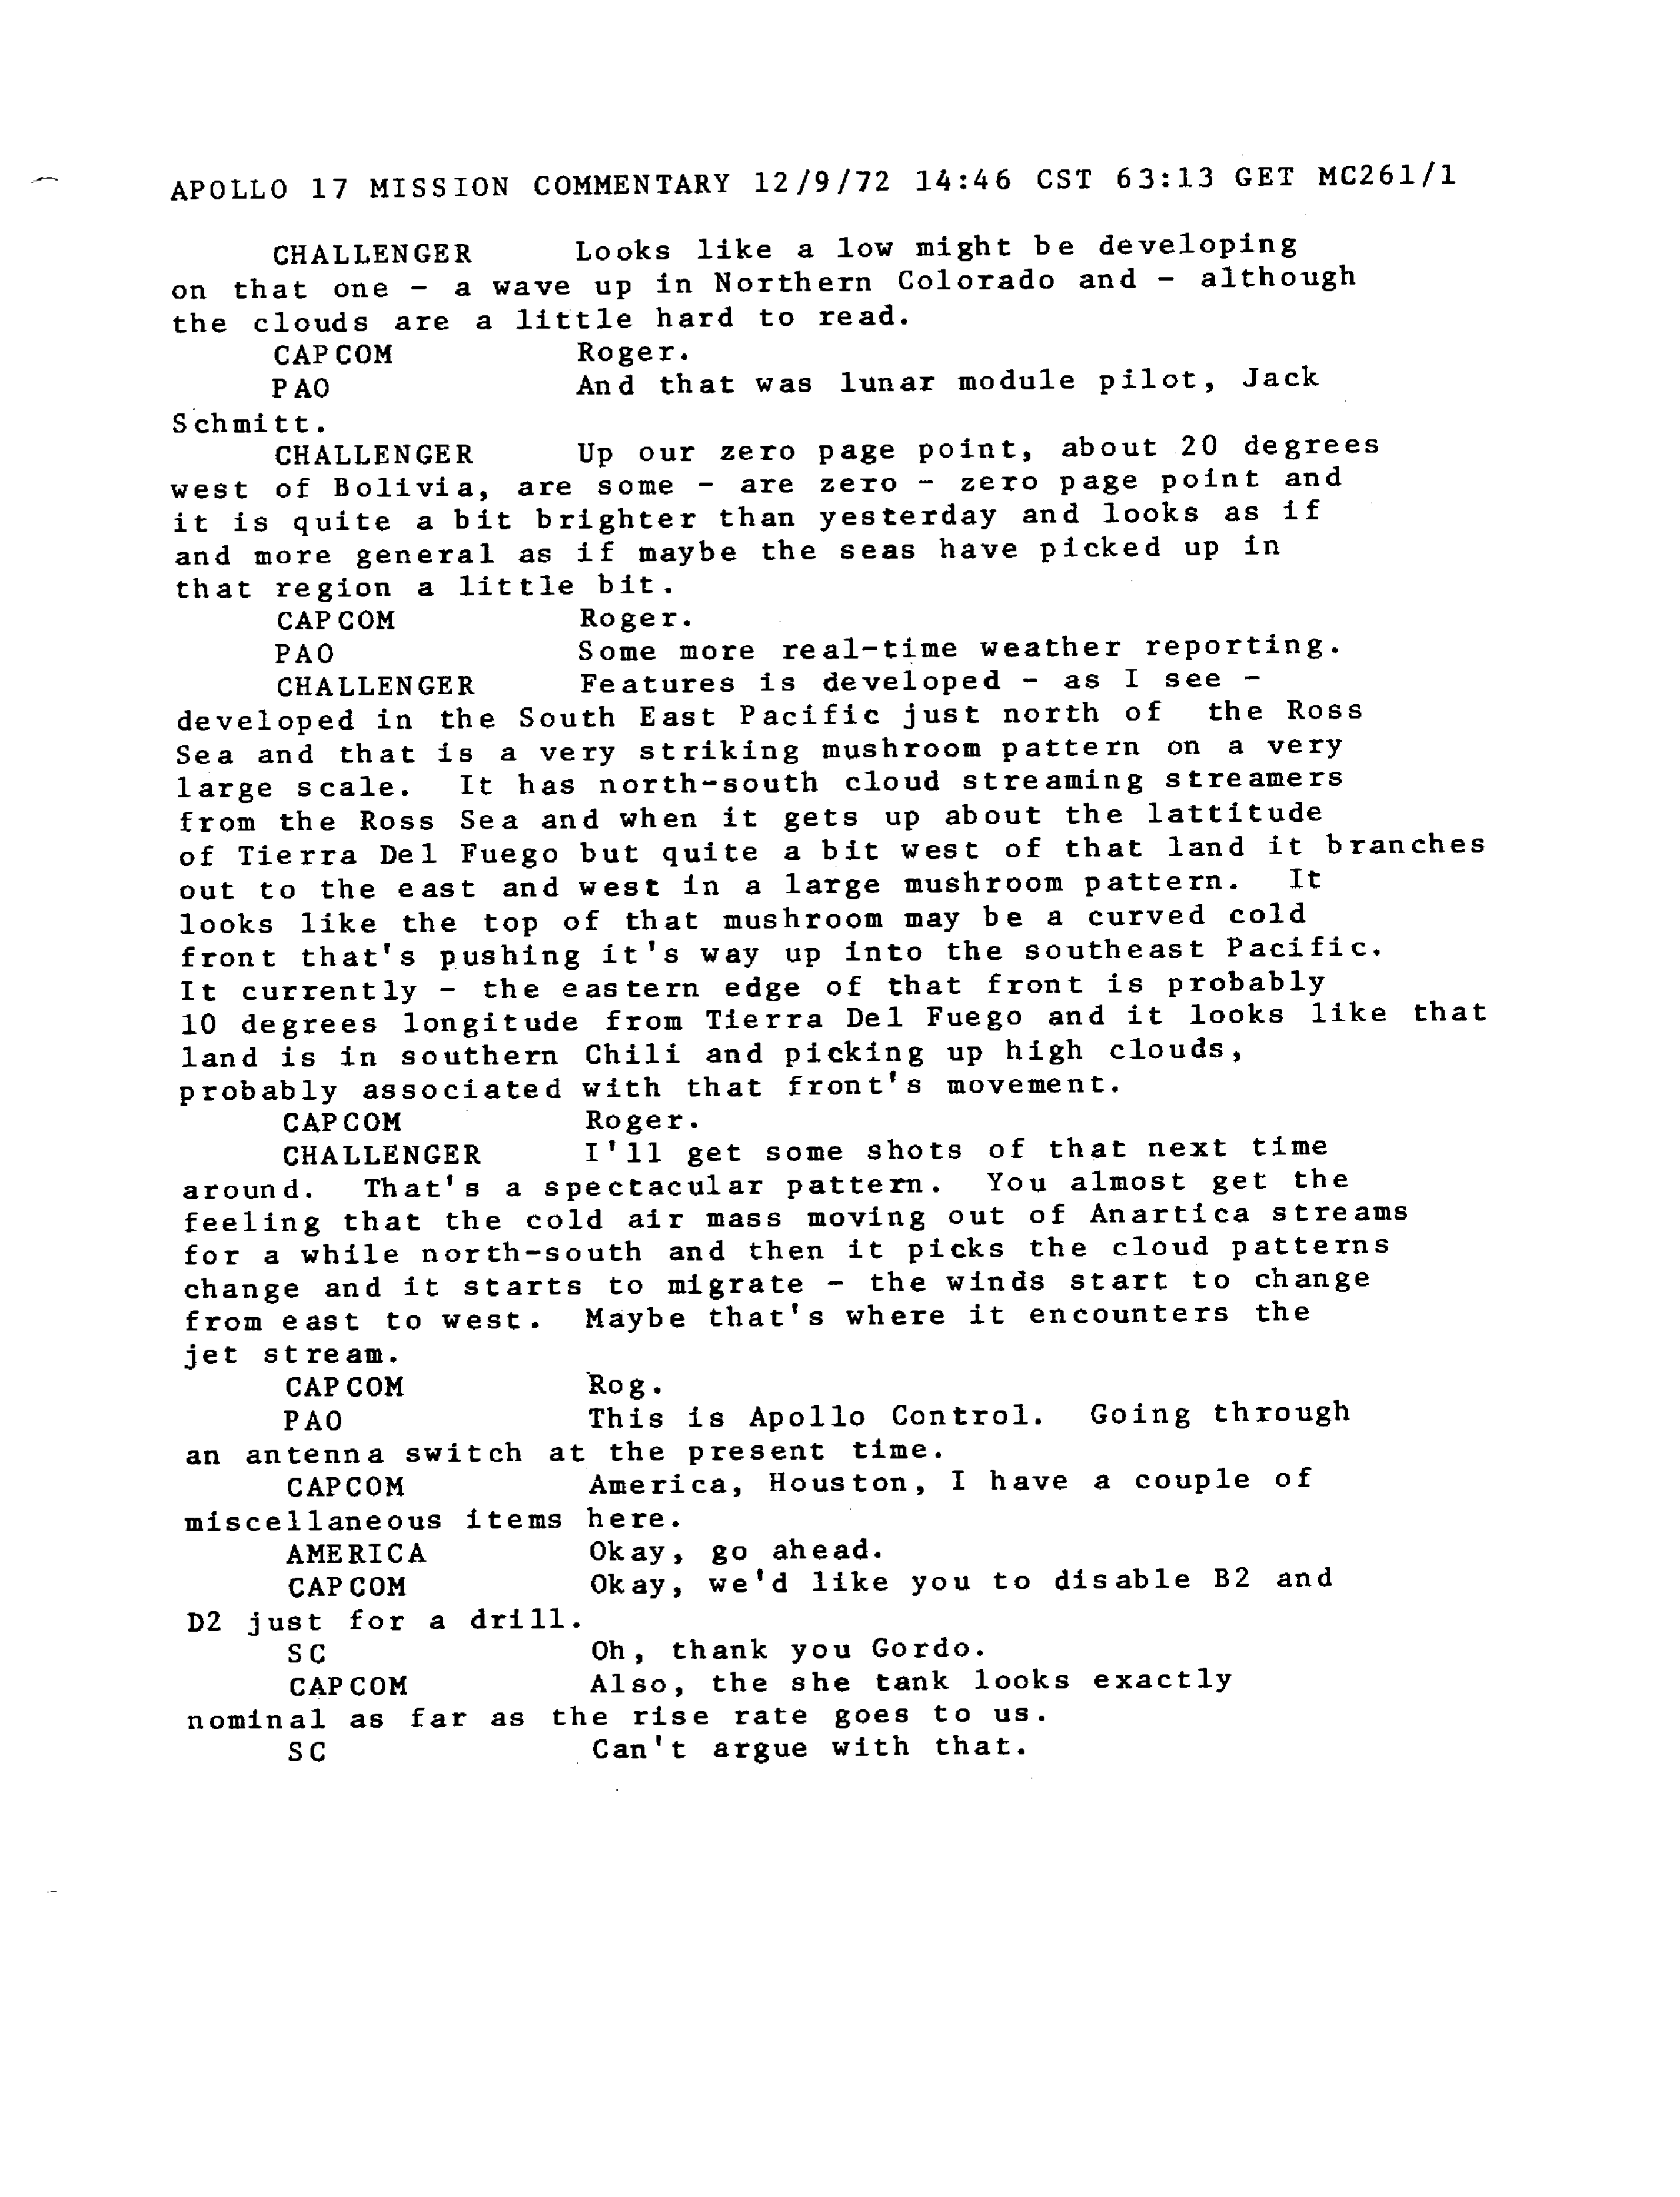 APOLLO 17 MISSION COMMENTARY 12/9/72 14:46 CST 63:13 GET MC261/1
CHALLENGER Looks like a low might be developing
on that one - a wave up in Northern Colorado and - although
the clouds are a little hard to read.
CAPCOM Roger.
PAO And that was lunar module pilot, Jack
Schmitt.
CHALLENGER Up our zero page point, about 20 degrees
west of Bolivia, are some - are zero - zero page point and
it is quite a bit brighter than yesterday and looks as if
and more general as if maybe the seas have picked up in
that region a little bit.
CAPCOM Roger.
PAO Some more real-time weather reporting.
CHALLENGER Features is developed - as I see -
developed in the South East Pacific just north of the Ross
Sea and that is a very striking mushroom pattern on a very
large scale. It has north-south cloud streaming streamers
from the Ross Sea and when it gets up about the lattitude
of Tierra Del Fuego but quite a bit west of that land it branches
out to the east and west in a large mushroom pattern. It
looks like the top of that mushroom may be a curved cold
front that's pushing it's way up into the southeast Pacific.
It currently - the eastern edge of that front is probably
10 degrees longitude from Tierra Del Fuego and it looks like that
land is in southern Chili and picking up high clouds,
probably associated with that front's movement.
CAPCOM Roger.
CHALLENGER I'll get some shots of that next time
around. That's a spectacular pattern. You almost get the
feeling that the cold air mass moving out of Anartica streams
for a while north-south and then it picks the cloud patterns
change and it starts to migrate - the winds start to change
from east to west. Maybe that's where it encounters the
jet stream.
CAPCOM Rog.
PAO This is Apollo Control. Going through
an antenna switch at the present time.
CAPCOM America, Houston, I have a couple of
miscellaneous items here.
AMERICA Okay, go ahead.
CAPCOM Okay, we'd like you to disable B2 and
D2 just for a drill.
SC Oh, thank you Gordo.
CAPCOM Also, the she tank looks exactly
nominal as far as the rise rate goes to us.
SC Can't argue with that.